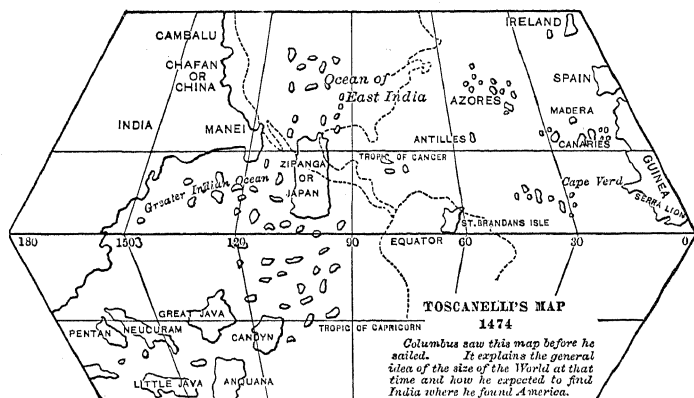 IRELAND
CAMBALU
CHAFAN
OR
CHINA
Ocean of
East India
SPAIN
AZORES
MADERA
INDIA
MANEI
ANTILLES
CANARIES
ZIPANGA
OR
JAPAN
TROPIC OF CANCER
GUINEA
Greater Indian Ocean
Cape Verd
SERRA LION
ST. BRANDANS ISLE
180
1503
120
90
EQUATOR
60
30
0
TOSCANELLI'S MAP
1474
GREAT JAVA
PENTAN
NEUCURAM
CANDYN
TROPIC OF CAPRICORN
Columbus saw this map before he
sailed. It explains the general
idea of the size of the World at that
time and how he expected to find
India where he found America.
LITTLE JAVA
ANQUANA